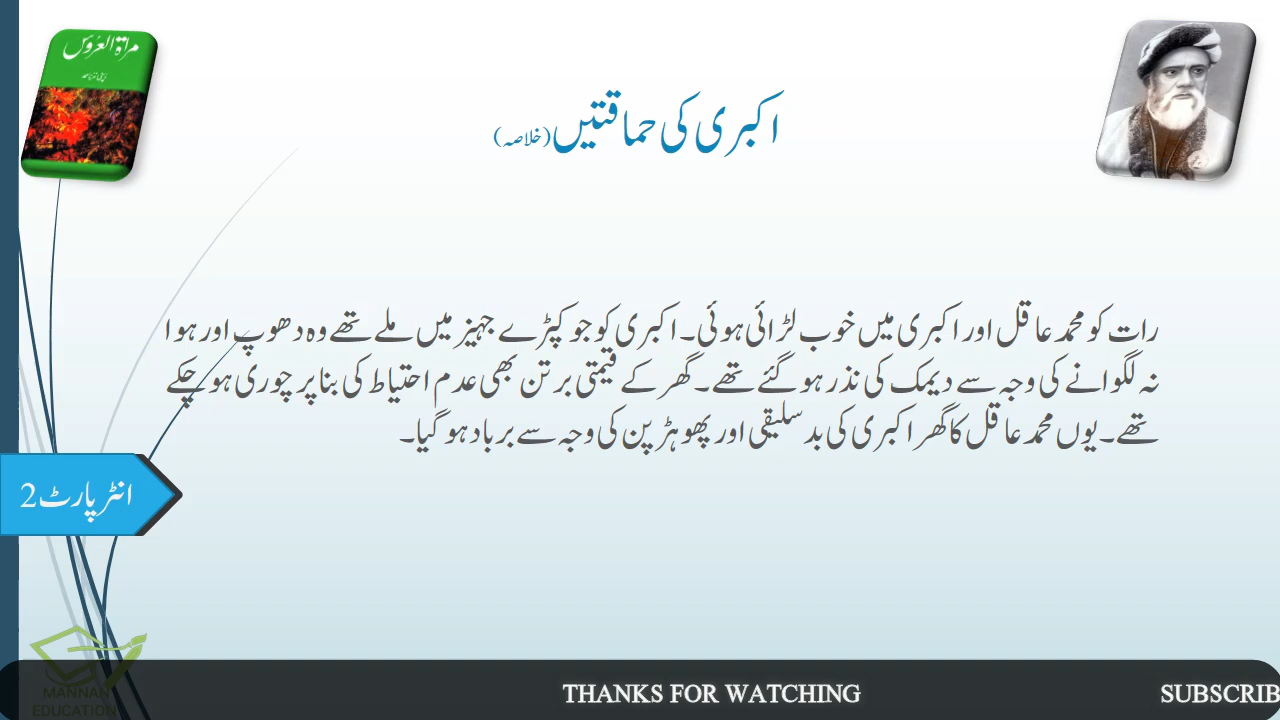 مراۃ العروس
اکبری کی حماقتیں (خلاصہ)
رات کو محمد عاقل اور اکبری میں خوب لڑائی ہوئی۔ اکبری کو جو کپڑے جہیز میں ملے تھے وہ دھوپ اور ہوا
نہ لگوانے کی وجہ سے دیمک کی نذر ہو گئے تھے۔ گھر کے قیمتی برتن بھی عدم احتیاط کی بنا پر چوری ہو چکے
تھے۔ یوں محمد عاقل کا گھر اکبری کی بد سلیقی اور پھوہڑ پن کی وجہ سے برباد ہو گیا۔
انٹر پارٹ 2
MANNAN
EDUCATION
THANKS FOR WATCHING
SUBSCRIB